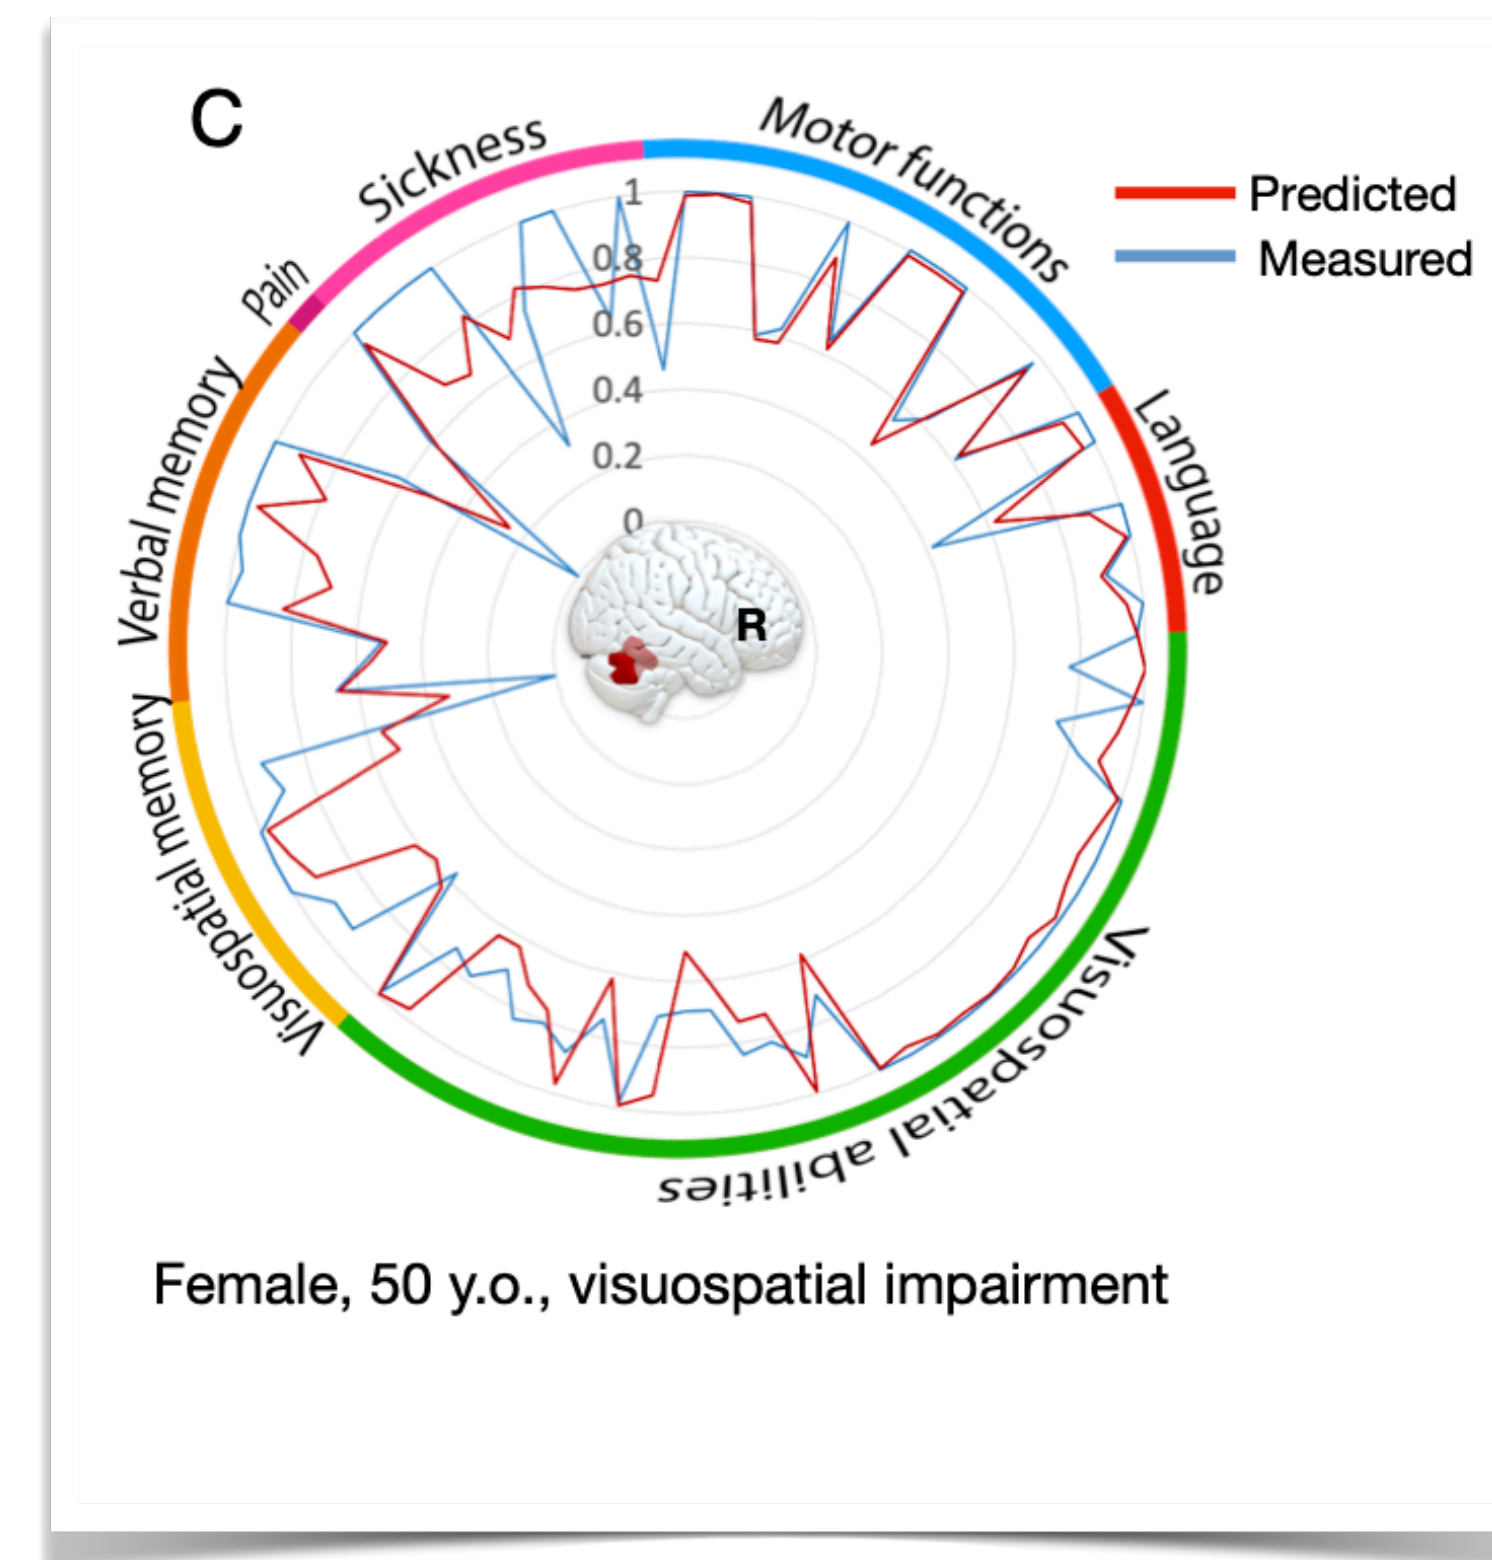 C
Sickness
Motor functions
Predicted
Measured
Pain
Language
Verbal memory
Visuospatial memory
Visuospatial abilities
1
0.8
0.6
0.4
0.2
0
R
Female, 50 y.o., visuospatial impairment